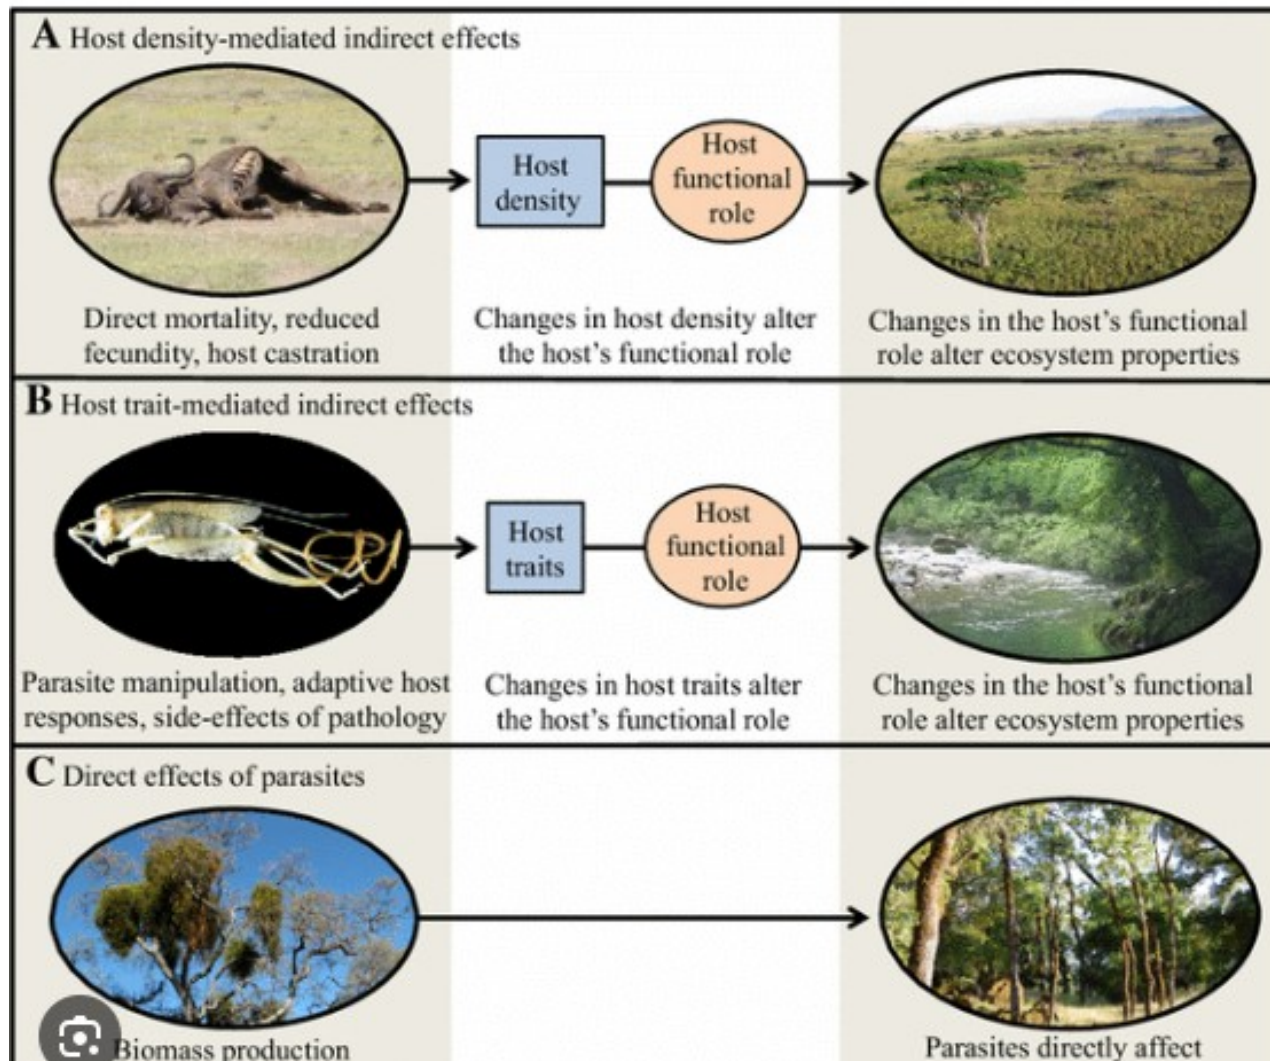 A Host density-mediated indirect effects
Host
density
Host
functional
role
Direct mortality, reduced
fecundity, host castration
Changes in host density alter
the host's functional role
Changes in the host's functional
role alter ecosystem properties
B Host trait-mediated indirect effects
Host
traits
Host
functional
role
Parasite manipulation, adaptive host
responses, side-effects of pathology
Changes in host traits alter
the host's functional role
Changes in the host's functional
role alter ecosystem properties
C Direct effects of parasites
Biomass production
Parasites directly affect